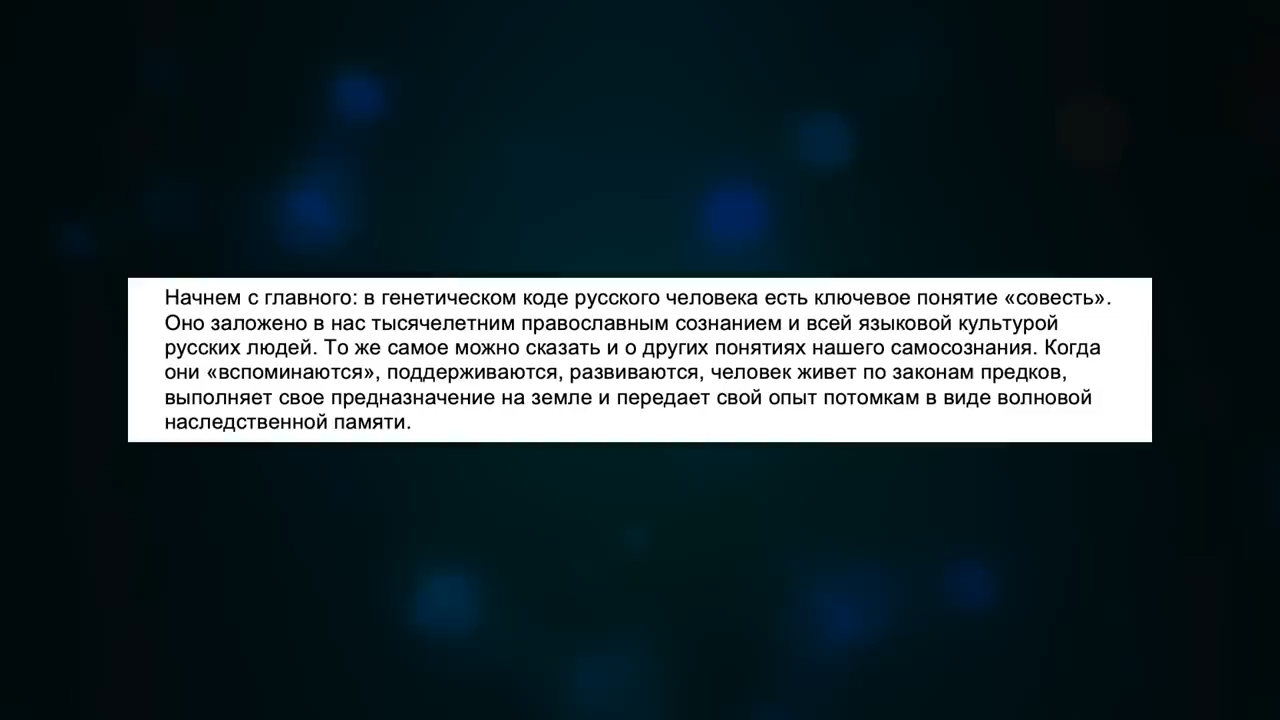 Начнем с главного: в генетическом коде русского человека есть ключевое понятие «совесть».
Оно заложено в нас тысячелетним православным сознанием и всей языковой культурой
русских людей. То же самое можно сказать и о других понятиях нашего самосознания. Когда
они «вспоминаются», поддерживаются, развиваются, человек живет по законам предков,
выполняет свое предназначение на земле и передает свой опыт потомкам в виде волновой
наследственной памяти.